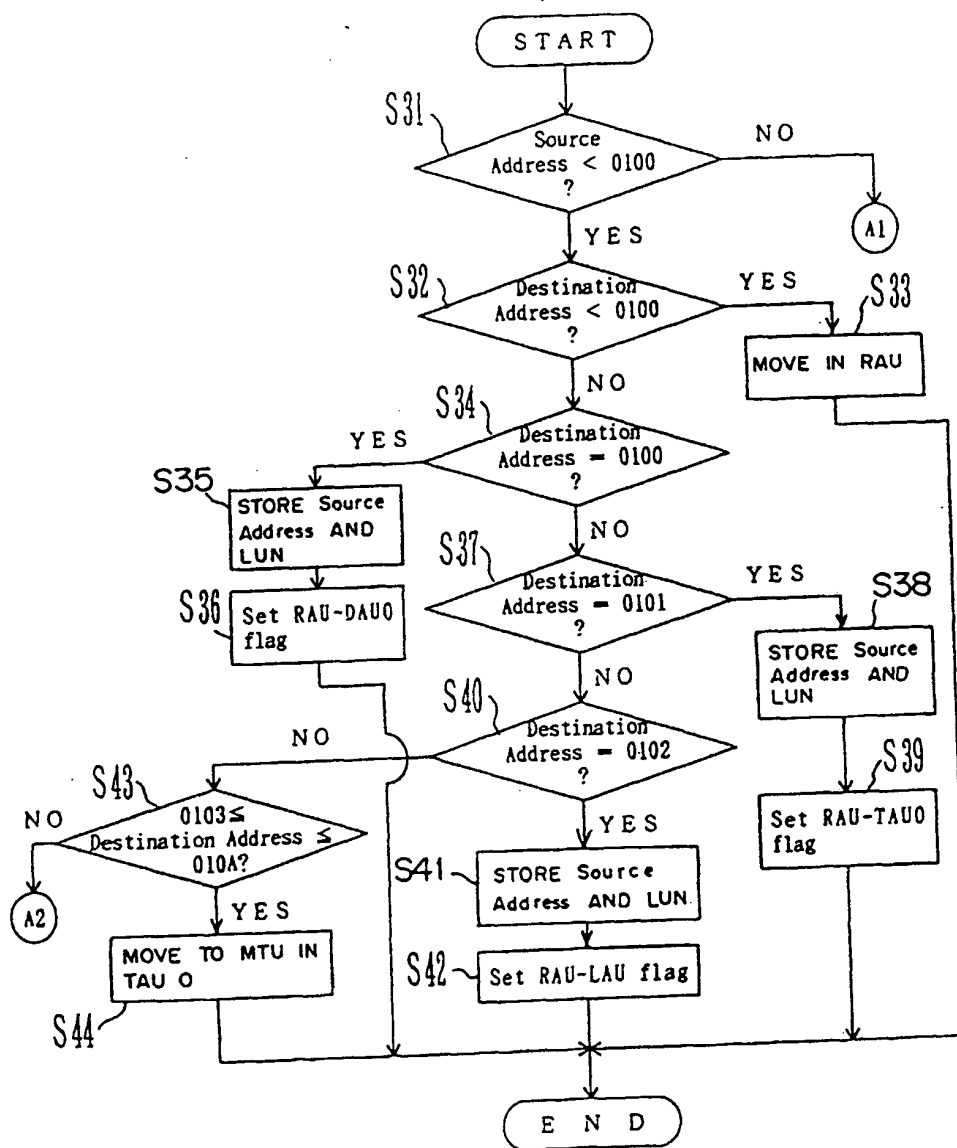 START
S31
Source
Address < 0100
?
NO
A1
YES
S32
Destination
Address < 0100
?
YES
S33
MOVE IN RAU
NO
S34
Destination
Address = 0100
?
YES
S35
STORE Source
Address AND
LUN
S36
Set RAU-DAU0
flag
NO
S37
Destination
Address = 0101
?
YES
S38
STORE Source
Address AND
LUN
S39
Set RAU-TAU0
flag
NO
S40
Destination
Address = 0102
?
NO
S43
0103≤
Destination Address ≤
010A?
NO
A2
YES
MOVE TO MTU IN
TAU 0
S44
YES
S41
STORE Source
Address AND LUN
S42
Set RAU-LAU flag
END